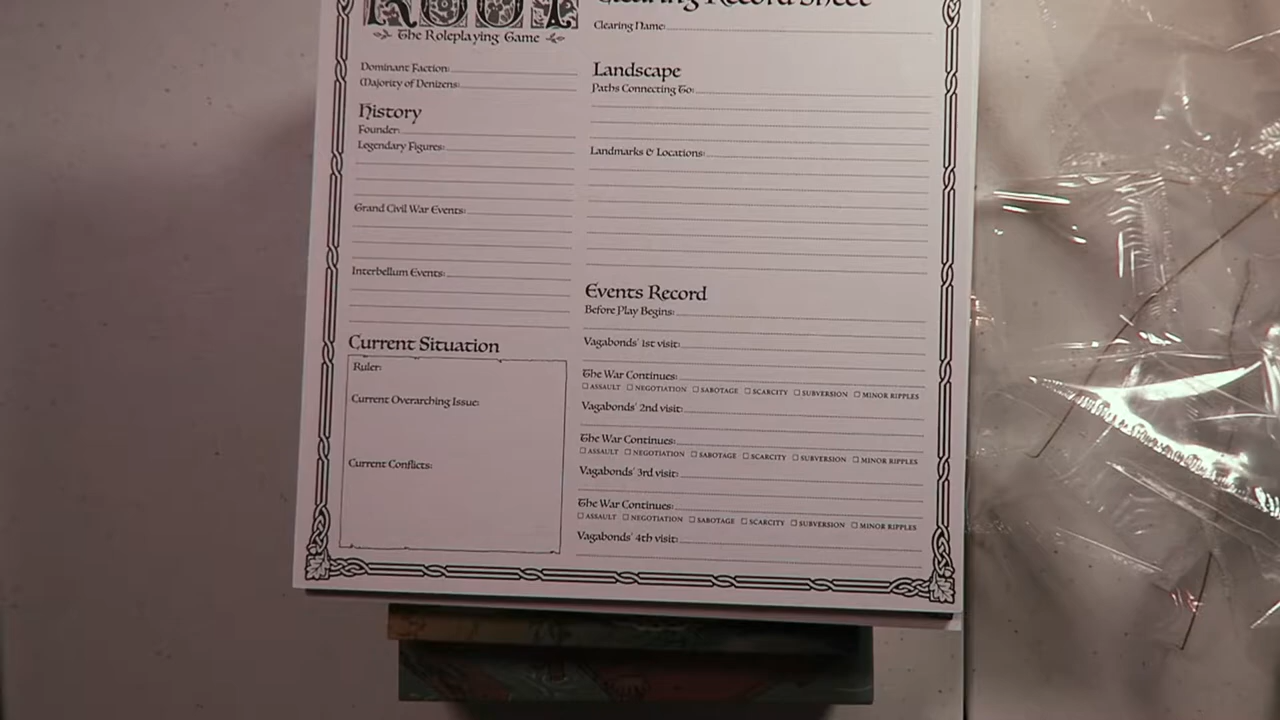 ROOT
The Roleplaying Game
Clearing Record Sheet
Clearing Name:
Dominant Faction:
Majority of Denizens:
History
Founder:
Legendary Figures:
Grand Civil War Events:
Interbellum Events:
Current Situation
Ruler:
Current Overarching Issue:
Current Conflicts:
Landscape
Paths Connecting To:
Landmarks & Locations:
Events Record
Before Play Begins:
Vagabonds' 1st visit:
The War Continues:
☐ ASSAULT ☐ NEGOTIATION ☐ SABOTAGE ☐ SCARCITY ☐ SUBVERSION ☐ MINOR RIPPLES
Vagabonds' 2nd visit:
The War Continues:
☐ ASSAULT ☐ NEGOTIATION ☐ SABOTAGE ☐ SCARCITY ☐ SUBVERSION ☐ MINOR RIPPLES
Vagabonds' 3rd visit:
The War Continues:
☐ ASSAULT ☐ NEGOTIATION ☐ SABOTAGE ☐ SCARCITY ☐ SUBVERSION ☐ MINOR RIPPLES
Vagabonds' 4th visit: